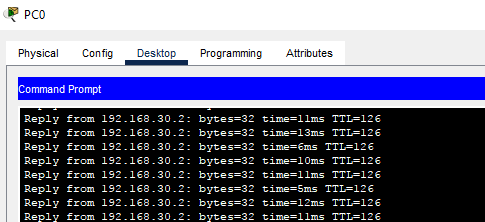 PC0
Physical Config Desktop Programming Attributes
Command Prompt
Reply from 192.168.30.2: bytes=32 time=11ms TTL=126
Reply from 192.168.30.2: bytes=32 time=13ms TTL=126
Reply from 192.168.30.2: bytes=32 time=6ms TTL=126
Reply from 192.168.30.2: bytes=32 time=10ms TTL=126
Reply from 192.168.30.2: bytes=32 time=11ms TTL=126
Reply from 192.168.30.2: bytes=32 time=5ms TTL=126
Reply from 192.168.30.2: bytes=32 time=12ms TTL=126
Reply from 192.168.30.2: bytes=32 time=11ms TTL=126